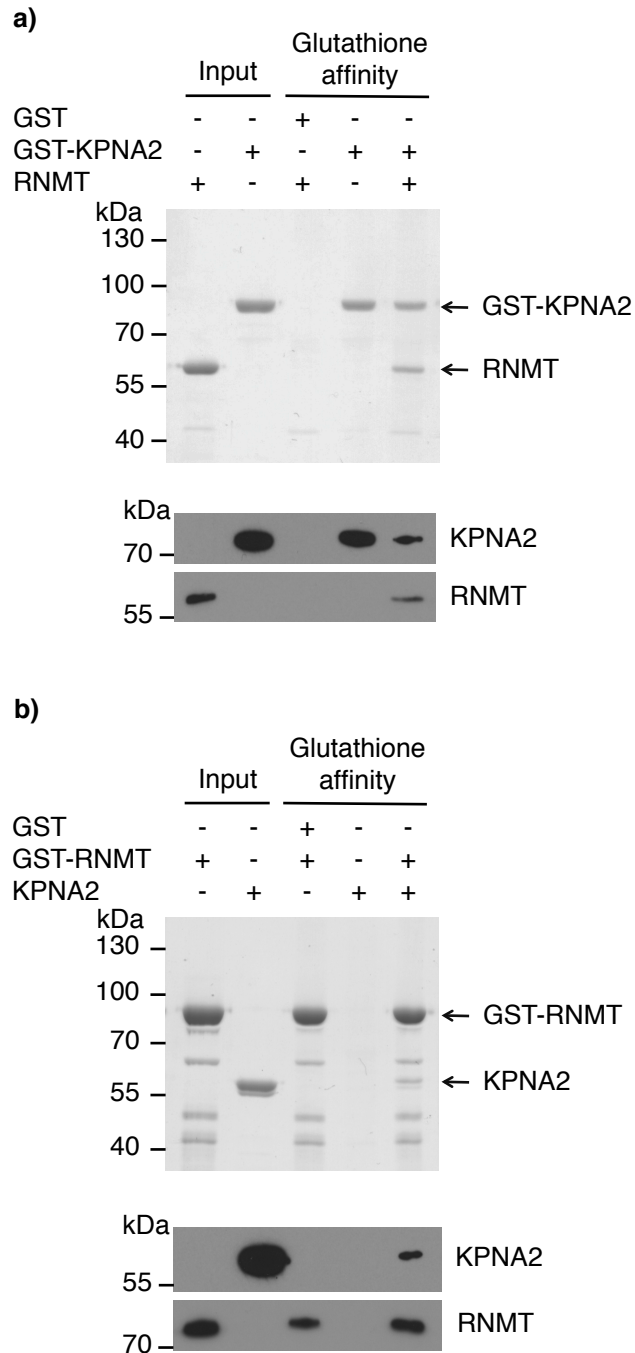 a)
Glutathione
Input affinity
GST - - + - -
GST-KPNA2 - + - + +
RNMT + - + - +
kDa
130
100
GST-KPNA2
70
RNMT
55
40
kDa
KPNA2
70
RNMT
55
b)
Glutathione
Input affinity
GST - - + - -
GST-RNMT + - + - +
KPNA2 - + - + +
kDa
130
100
GST-RNMT
70
KPNA2
55
40
kDa
KPNA2
55
RNMT
70